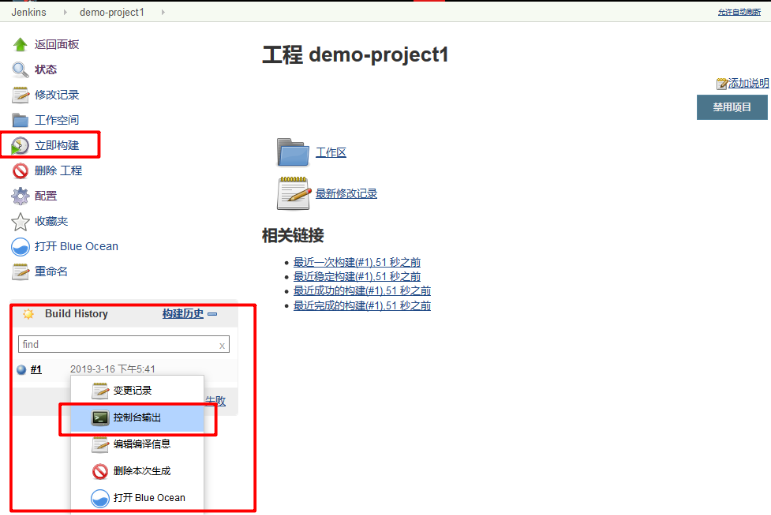 Jenkins demo-project1
允许自动刷新
返回面板
状态
修改记录
工作空间
立即构建
删除 工程
配置
收藏夹
打开 Blue Ocean
重命名
工程 demo-project1
添加说明
禁用项目
工作区
最新修改记录
相关链接
最近一次构建(#1),51 秒之前
最近稳定构建(#1),51 秒之前
最近成功的构建(#1),51 秒之前
最近完成的构建(#1),51 秒之前
Build History 构建历史
find x
#1 2019-3-16 下午5:41
变更记录
失败
控制台输出
编辑编译信息
删除本次生成
打开 Blue Ocean